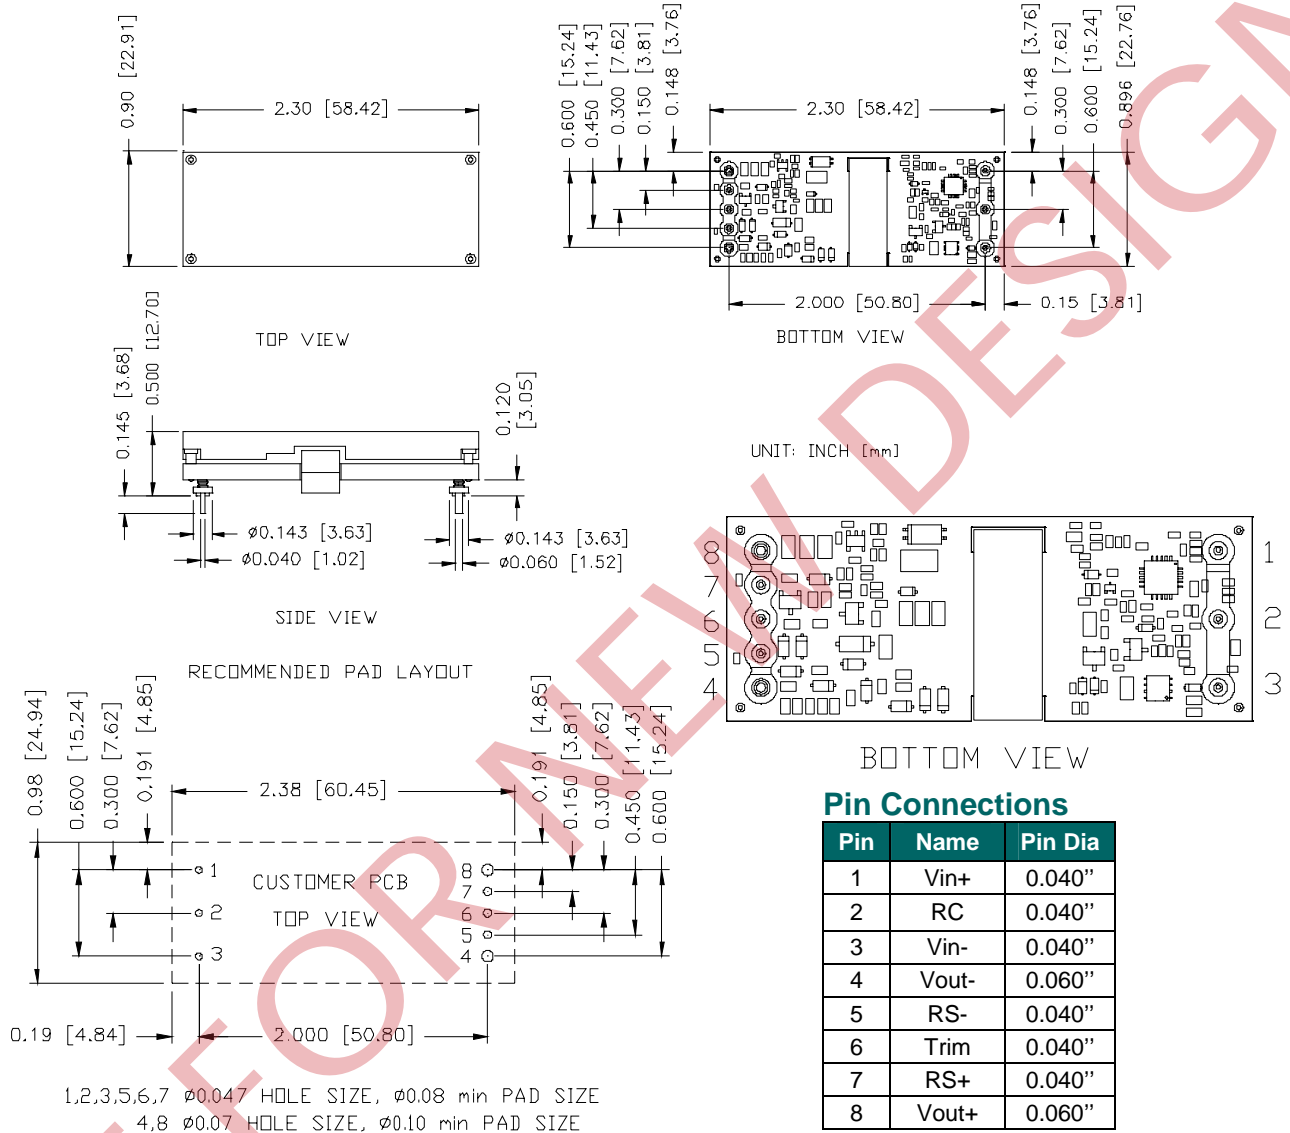 0.90 [22.91]
2.30 [58.42]
TOP VIEW
0.600 [15.24]
0.450 [11.43]
0.300 [7.62]
0.150 [3.81]
0.148 [3.76]
2.30 [58.42]
0.148 [3.76]
0.300 [7.62]
0.600 [15.24]
0.896 [22.76]
2.000 [50.80]
0.15 [3.81]
BOTTOM VIEW
0.145 [3.68]
0.500 [12.70]
0.120
[3.05]
ø0.143 [3.63]
ø0.040 [1.02]
ø0.143 [3.63]
ø0.060 [1.52]
SIDE VIEW
UNIT: INCH [mm]
8
7
6
5
4
1
2
3
BOTTOM VIEW
RECOMMENDED PAD LAYOUT
0.98 [24.94]
0.600 [15.24]
0.300 [7.62]
0.191 [4.85]
2.38 [60.45]
0.191 [4.85]
0.150 [3.81]
0.300 [7.62]
0.450 [11.43]
0.600 [15.24]
1
2
3
CUSTOMER PCB
TOP VIEW
8
7
6
5
4
0.19 [4.84]
2.000 [50.80]
1,2,3,5,6,7 ø0.047 HOLE SIZE, ø0.08 min PAD SIZE
4,8 ø0.07 HOLE SIZE, ø0.10 min PAD SIZE
Pin Connections
Pin Name Pin Dia
1 Vin+ 0.040’’
2 RC 0.040’’
3 Vin- 0.040’’
4 Vout- 0.060’’
5 RS- 0.040’’
6 Trim 0.040’’
7 RS+ 0.040’’
8 Vout+ 0.060’’
FOR NEW DESIGN